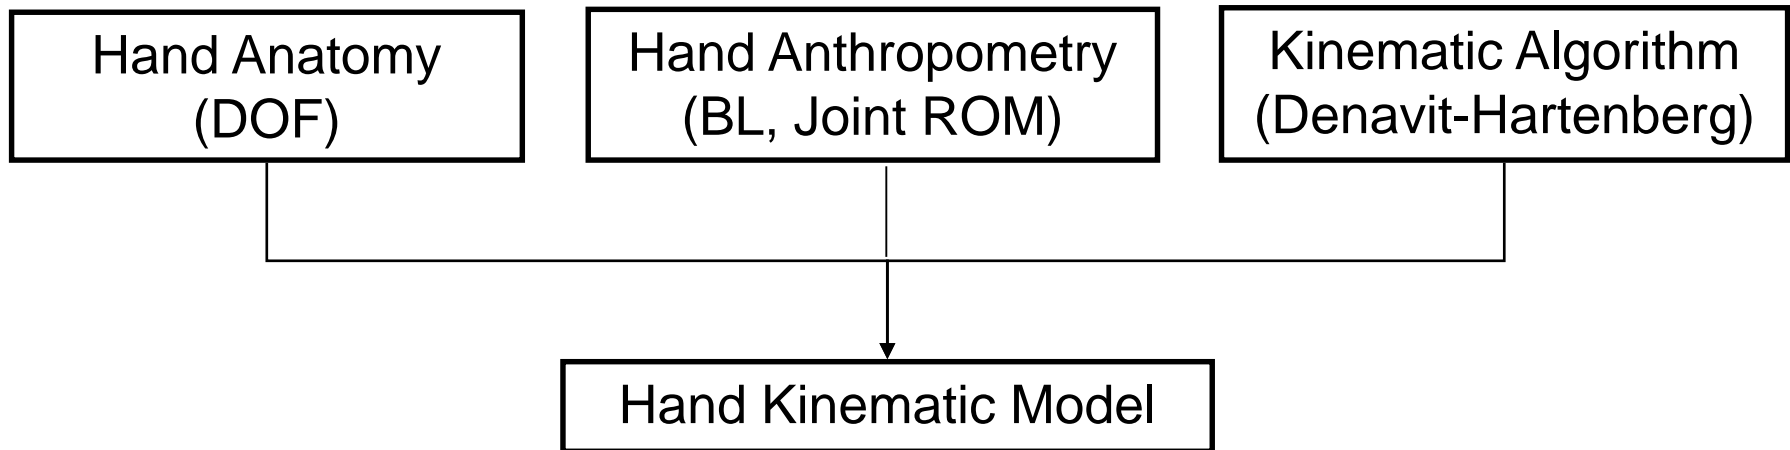 Hand Anatomy
(DOF)
Hand Anthropometry
(BL, Joint ROM)
Kinematic Algorithm
(Denavit-Hartenberg)
Hand Kinematic Model